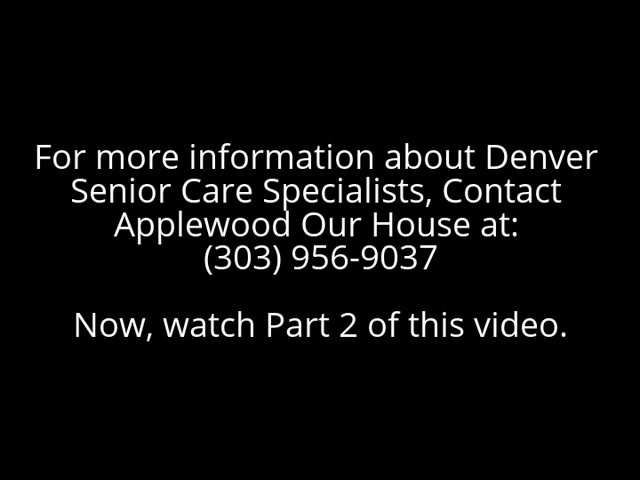 For more information about Denver
Senior Care Specialists, Contact
Applewood Our House at:
(303) 956-9037
Now, watch Part 2 of this video.